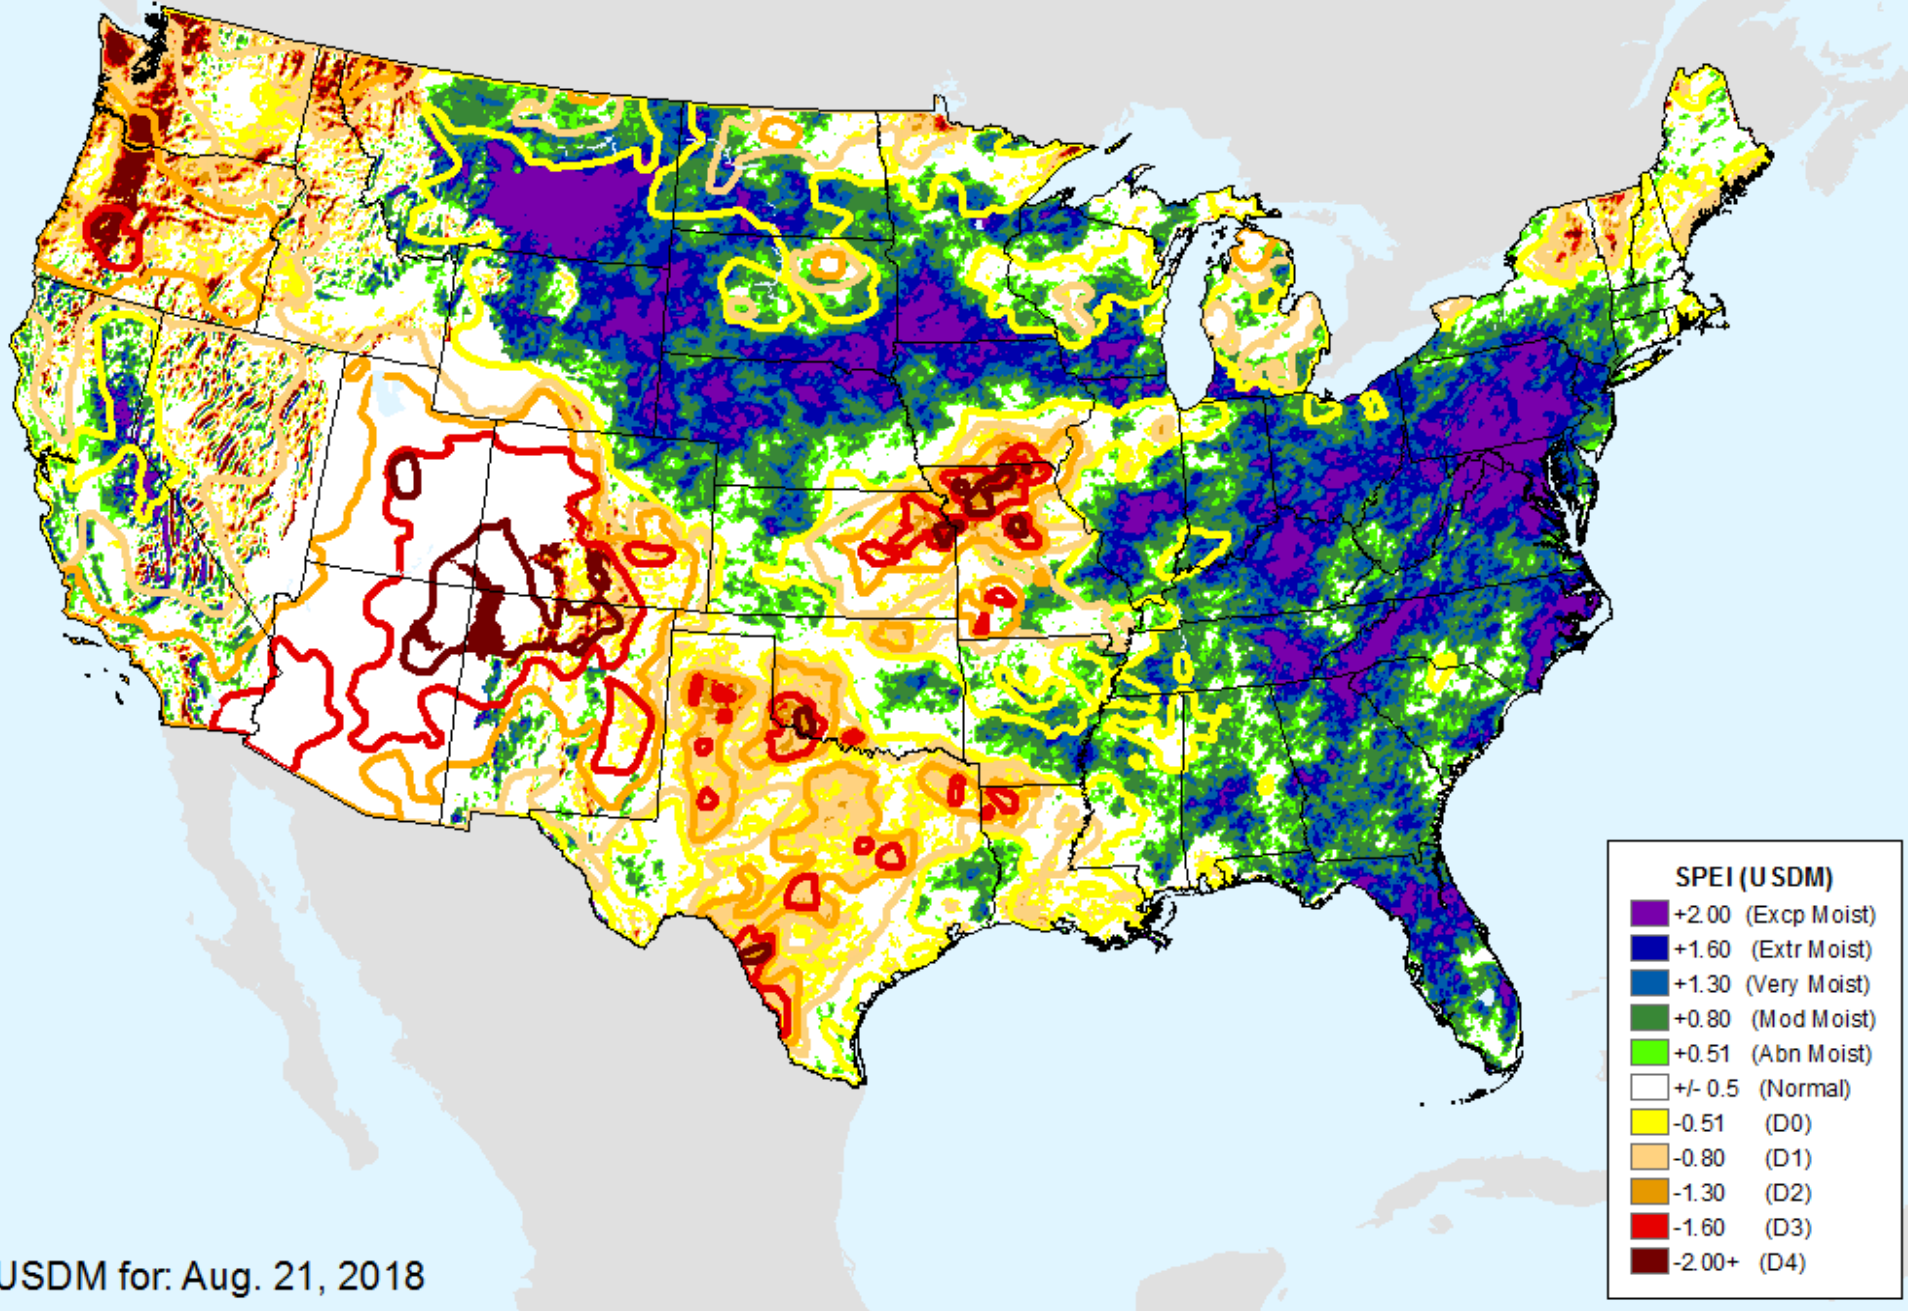 SPEI (USDM)
+2.00 (Excp Moist)
+1.60 (Extr Moist)
+1.30 (Very Moist)
+0.80 (Mod Moist)
+0.51 (Abn Moist)
+/- 0.5 (Normal)
-0.51 (D0)
-0.80 (D1)
-1.30 (D2)
-1.60 (D3)
-2.00+ (D4)
USDM for: Aug. 21, 2018